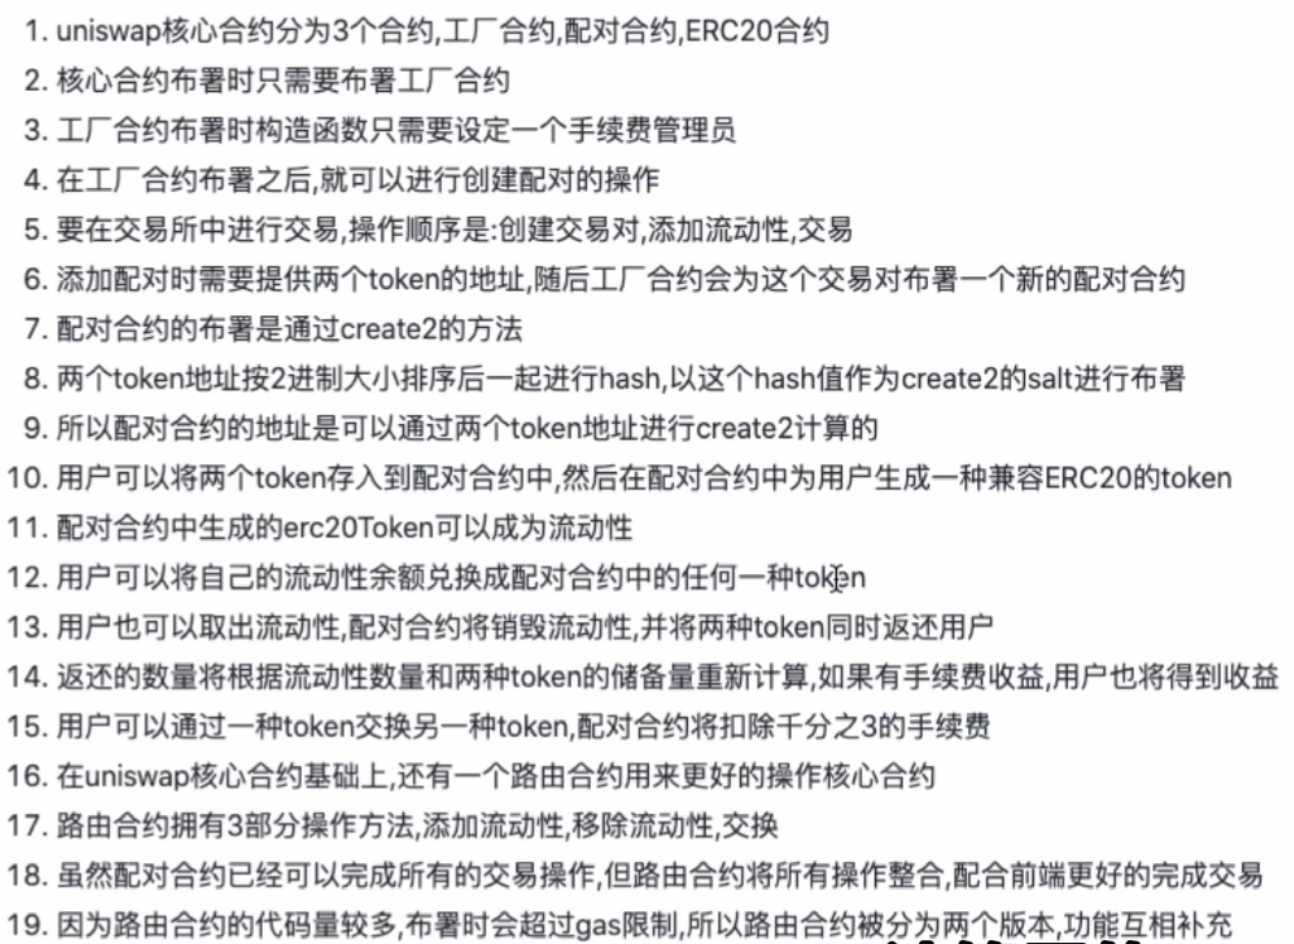 1. uniswap核心合约分为3个合约,工厂合约,配对合约,ERC20合约
2. 核心合约布署时只需要布署工厂合约
3. 工厂合约布署时构造函数只需要设定一个手续费管理员
4. 在工厂合约布署之后,就可以进行创建配对的操作
5. 要在交易所中进行交易,操作顺序是:创建交易对,添加流动性,交易
6. 添加配对时需要提供两个token的地址,随后工厂合约会为这个交易对布署一个新的配对合约
7. 配对合约的布署是通过create2的方法
8. 两个token地址按2进制大小排序后一起进行hash,以这个hash值作为create2的salt进行布署
9. 所以配对合约的地址是可以通过两个token地址进行create2计算的
10. 用户可以将两个token存入到配对合约中,然后在配对合约中为用户生成一种兼容ERC20的token
11. 配对合约中生成的erc20Token可以成为流动性
12. 用户可以将自己的流动性余额兑换成配对合约中的任何一种token
13. 用户也可以取出流动性,配对合约将销毁流动性,并将两种token同时返还用户
14. 返还的数量将根据流动性数量和两种token的储备量重新计算,如果有手续费收益,用户也将得到收益
15. 用户可以通过一种token交换另一种token,配对合约将扣除千分之3的手续费
16. 在uniswap核心合约基础上,还有一个路由合约用来更好的操作核心合约
17. 路由合约拥有3部分操作方法,添加流动性,移除流动性,交换
18. 虽然配对合约已经可以完成所有的交易操作,但路由合约将所有操作整合,配合前端更好的完成交易
19. 因为路由合约的代码量较多,布署时会超过gas限制,所以路由合约被分为两个版本,功能互相补充